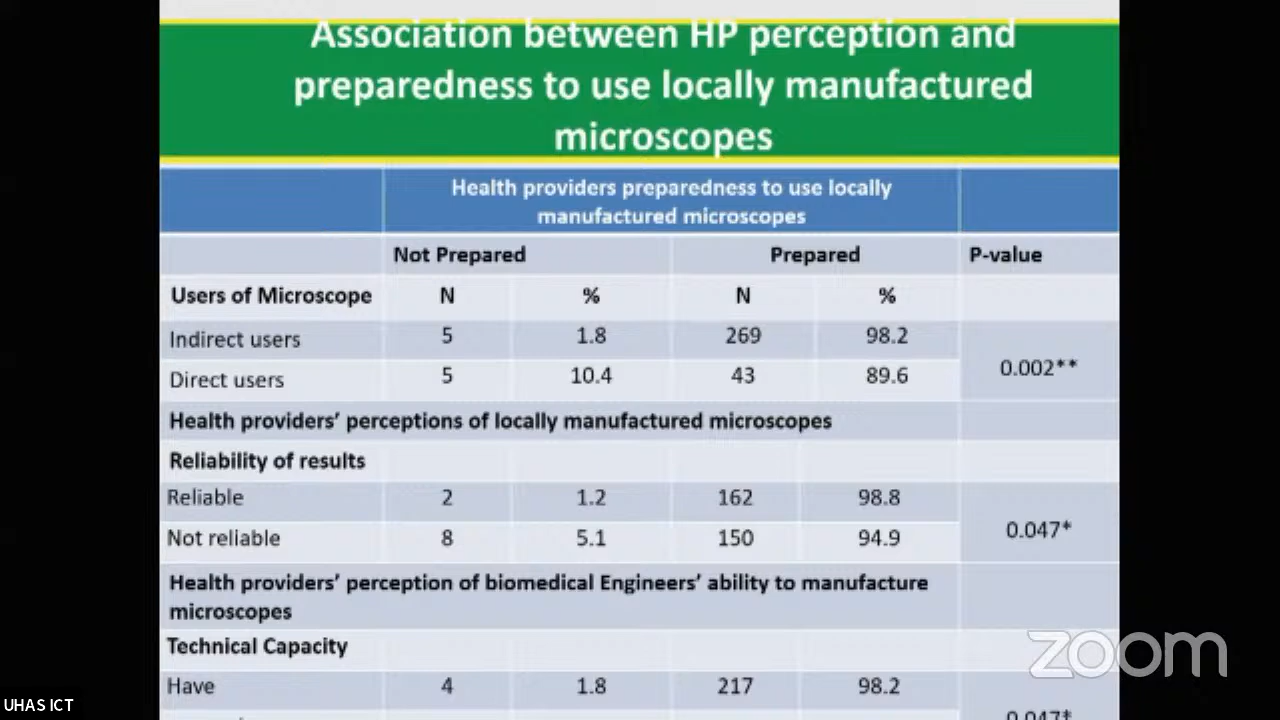 Association between HP perception and
preparedness to use locally manufactured
microscopes
Health providers preparedness to use locally
manufactured microscopes
Not Prepared Prepared P-value
Users of Microscope N % N %
Indirect users 5 1.8 269 98.2
0.002**
Direct users 5 10.4 43 89.6
Health providers' perceptions of locally manufactured microscopes
Reliability of results
Reliable 2 1.2 162 98.8
0.047*
Not reliable 8 5.1 150 94.9
Health providers' perception of biomedical Engineers' ability to manufacture
microscopes
Technical Capacity
zoom
Have 4 1.8 217 98.2
UHAS ICT
0.047*